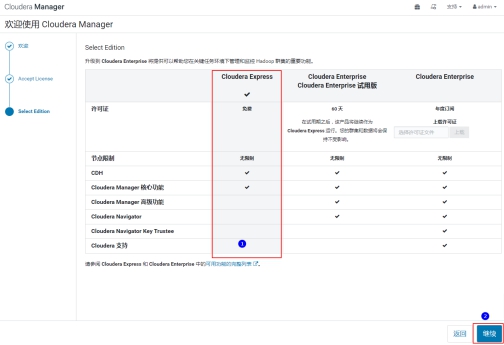 Cloudera Manager
支持
admin
欢迎使用 Cloudera Manager
欢迎
Accept License
Select Edition
Select Edition
升级到 Cloudera Enterprise 将提供可以帮助您在关键任务环境下管理和监控 Hadoop 群集的重要功能。
Cloudera Express
Cloudera Enterprise
Cloudera Enterprise 试用版
Cloudera Enterprise
许可证
免费
60 天
在试用期之后，该产品将继续作为
Cloudera Express 运行。您的群集和数据将会保
持不受影响。
年度订阅
上载许可证
选择许可证文件
上载
节点限制
无限制
无限制
无限制
CDH
Cloudera Manager 核心功能
Cloudera Manager 高级功能
Cloudera Navigator
Cloudera Navigator Key Trustee
Cloudera 支持
1
请参阅 Cloudera Express 和 Cloudera Enterprise 中的可用功能的完整列表。
2
返回
继续